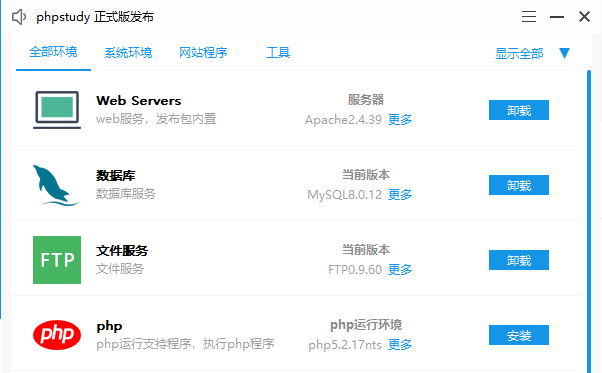 phpstudy 正式版发布
全部环境 系统环境 网站程序 工具 显示全部
Web Servers 服务器
web服务，发布包内置 Apache2.4.39 更多 卸载
数据库 当前版本
数据库服务 MySQL8.0.12 更多 卸载
FTP
文件服务 当前版本
文件服务 FTP0.9.60 更多 卸载
php
php php运行环境
php运行支持程序，执行php程序 php5.2.17nts 更多 安装